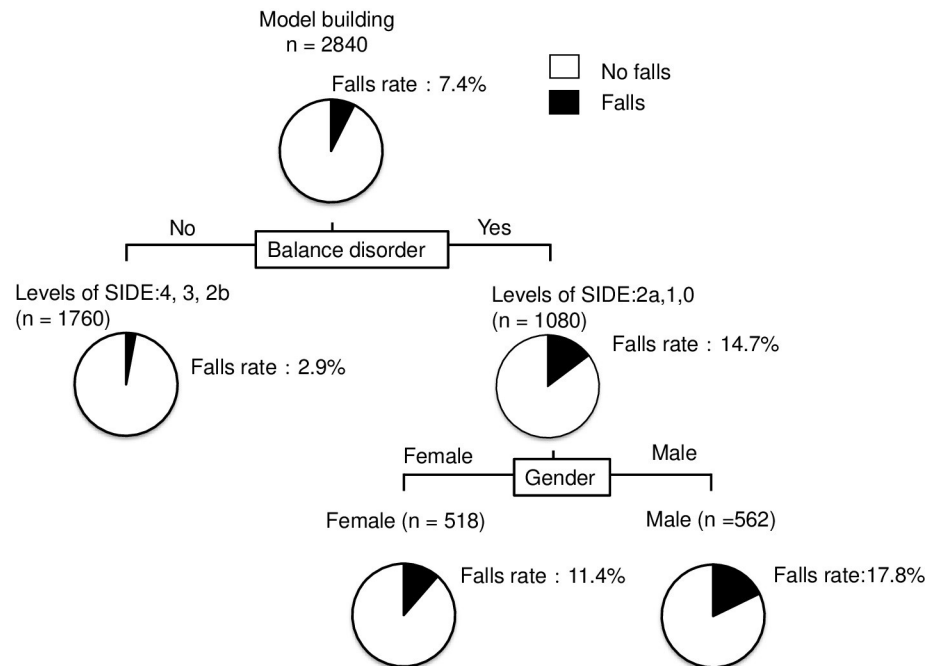 Model building
n = 2840
Falls rate : 7.4%
No falls
Falls
No
Balance disorder
Yes
Levels of SIDE:4, 3, 2b
(n = 1760)
Falls rate : 2.9%
Levels of SIDE:2a,1,0
(n = 1080)
Falls rate : 14.7%
Female
Gender
Male
Female (n = 518)
Male (n =562)
Falls rate : 11.4%
Falls rate:17.8%